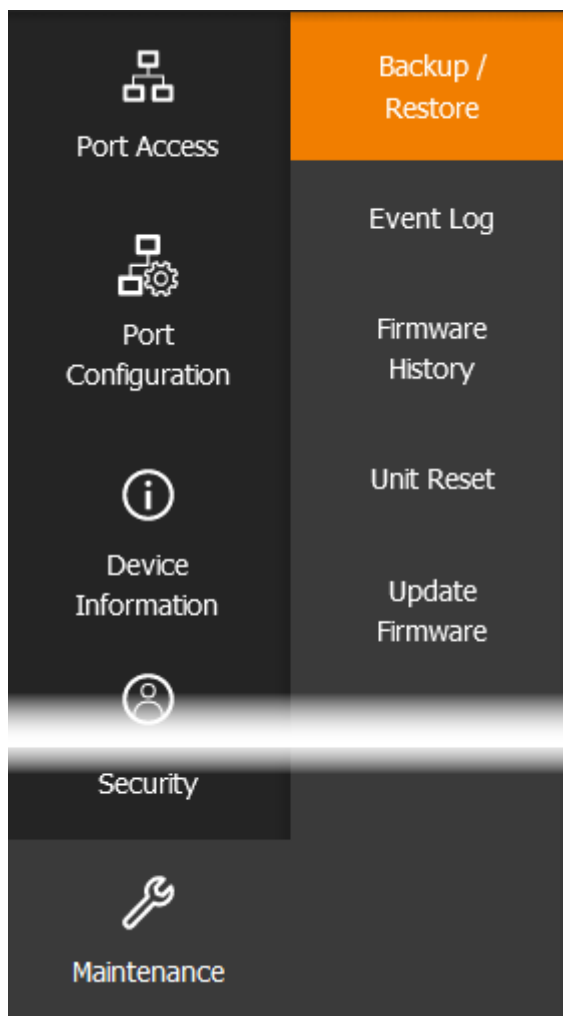 Port Access
Port
Configuration
Device
Information
Security
Maintenance
Backup /
Restore
Event Log
Firmware
History
Unit Reset
Update
Firmware